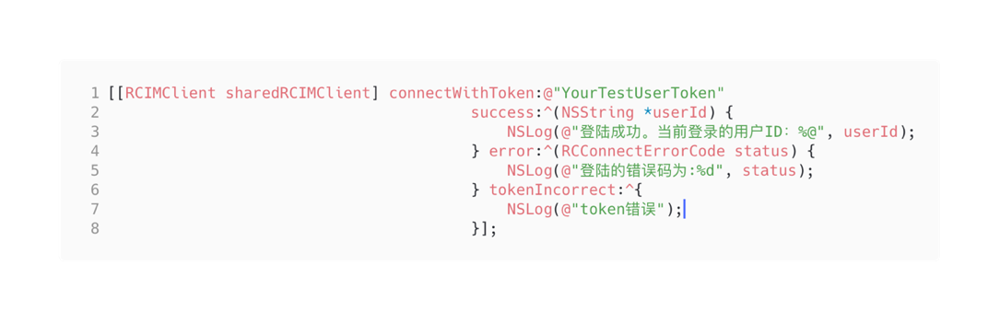 1 [[RCIMClient sharedRCIMClient] connectWithToken:@"YourTestUserToken"
2                                         success:^(NSString *userId) {
3                                             NSLog(@"登陆成功。当前登录的用户ID：%@", userId);
4                                         } error:^(RCConnectErrorCode status) {
5                                             NSLog(@"登陆的错误码为:%d", status);
6                                         } tokenIncorrect:^{
7                                             NSLog(@"token错误");
8                                         }];